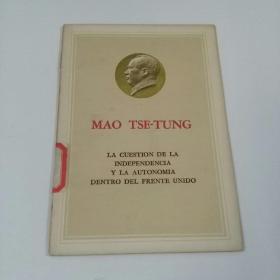 MAO TSE-TUNG
LA CUESTION DE LA
INDEPENDENCIA
Y LA AUTONOMIA
DENTRO DEL FRENTE UNIDO